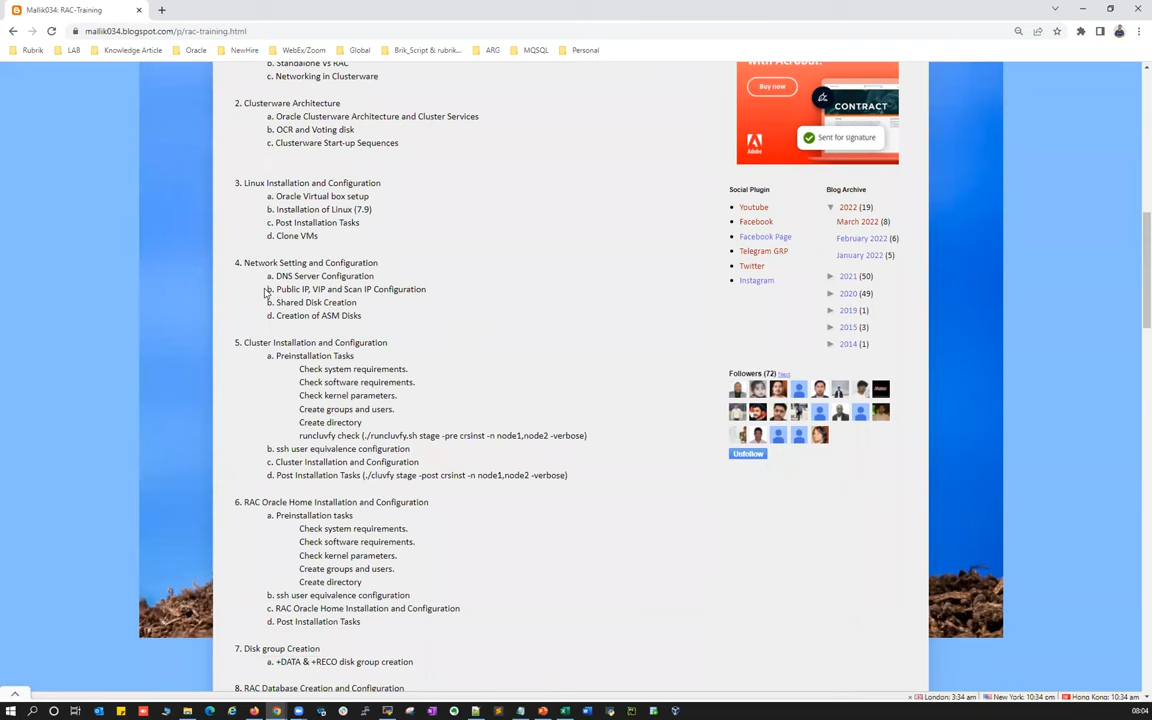 Mallik034: RAC-Training
mallik034.blogspot.com/p/rac-training.html
Rubrik LAB Knowledge Article Oracle NewHire WebEx/Zoom Global Brik_Script & rubrik... ARG MQSQL Personal
b. Standalone Vs RAC
c. Networking in Clusterware
2. Clusterware Architecture
a. Oracle Clusterware Architecture and Cluster Services
b. OCR and Voting disk
c. Clusterware Start-up Sequences
3. Linux Installation and Configuration
a. Oracle Virtual box setup
b. Installation of Linux (7.9)
c. Post Installation Tasks
d. Clone VMs
4. Network Setting and Configuration
a. DNS Server Configuration
b. Public IP, VIP and Scan IP Configuration
b. Shared Disk Creation
d. Creation of ASM Disks
5. Cluster Installation and Configuration
a. Preinstallation Tasks
Check system requirements.
Check software requirements.
Check kernel parameters.
Create groups and users.
Create directory
runcluvfy check (./runcluvfy.sh stage -pre crsinst -n node1,node2 -verbose)
b. ssh user equivalence configuration
c. Cluster Installation and Configuration
d. Post Installation Tasks (./cluvfy stage -post crsinst -n node1,node2 -verbose)
6. RAC Oracle Home Installation and Configuration
a. Preinstallation tasks
Check system requirements.
Check software requirements.
Check kernel parameters.
Create groups and users.
Create directory
b. ssh user equivalence configuration
c. RAC Oracle Home Installation and Configuration
d. Post Installation Tasks
7. Disk group Creation
a. +DATA & +RECO disk group creation
8. RAC Database Creation and Configuration
with Acrobat.
Buy now
CONTRACT
Sent for signature
Adobe
Social Plugin
Youtube
Facebook
Facebook Page
Telegram GRP
Twitter
Instagram
Blog Archive
▼ 2022 (19)
March 2022 (8)
February 2022 (6)
January 2022 (5)
► 2021 (50)
► 2020 (49)
► 2019 (1)
► 2015 (3)
► 2014 (1)
Followers (72) Next
Unfollow
London: 3:34 am New York: 10:34 pm Hong Kong: 10:34 am
08:04